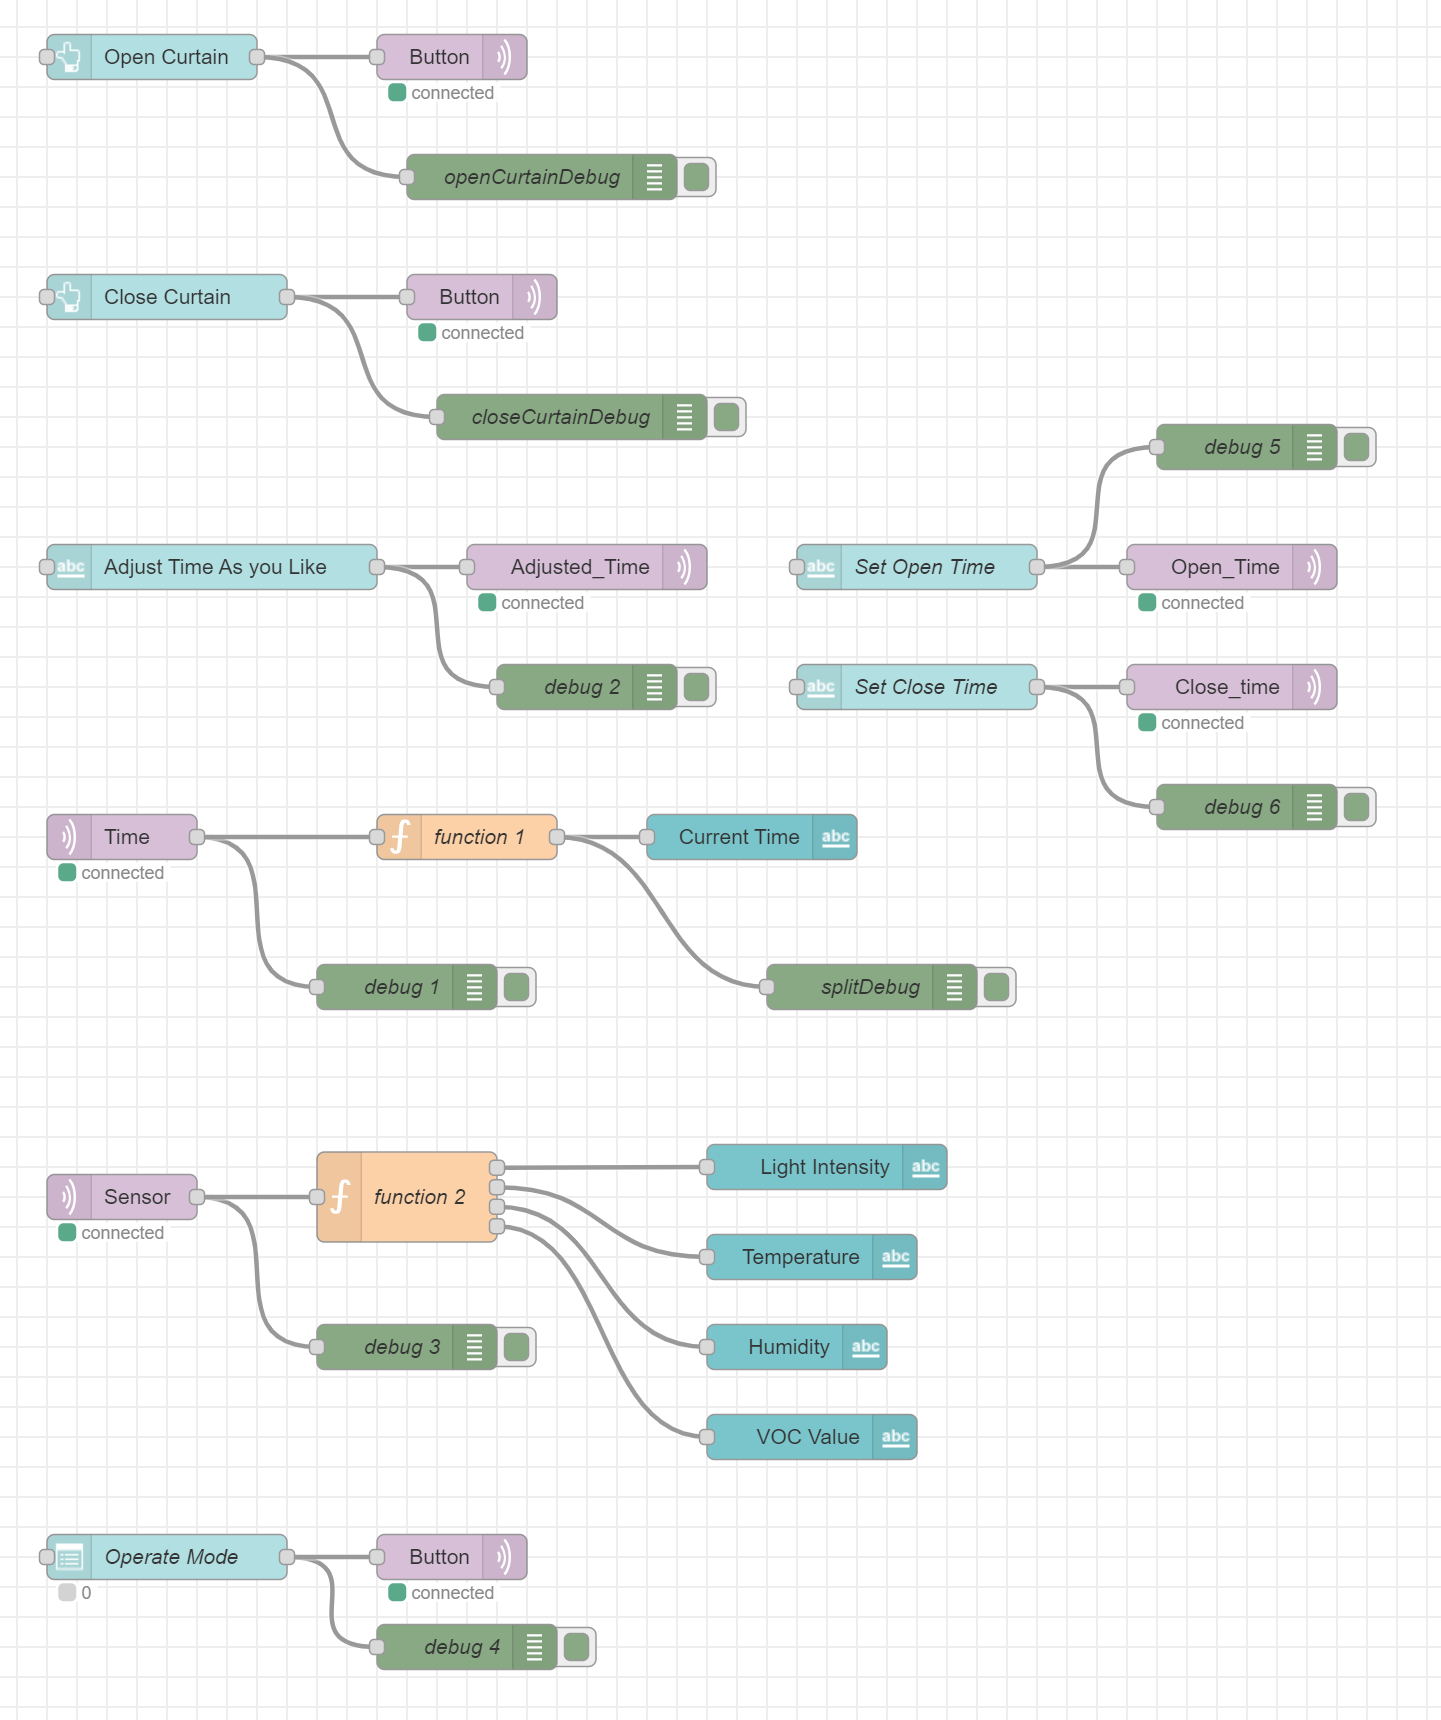 Open Curtain
Button
connected
openCurtainDebug
Close Curtain
Button
connected
closeCurtainDebug
debug 5
abc
Adjust Time As you Like
Adjusted_Time
connected
abc
Set Open Time
Open_Time
connected
debug 2
abc
Set Close Time
Close_time
connected
debug 6
Time
connected
function 1
Current Time
abc
debug 1
splitDebug
Sensor
connected
function 2
Light Intensity
abc
Temperature
abc
debug 3
Humidity
abc
VOC Value
abc
Operate Mode
0
Button
connected
debug 4